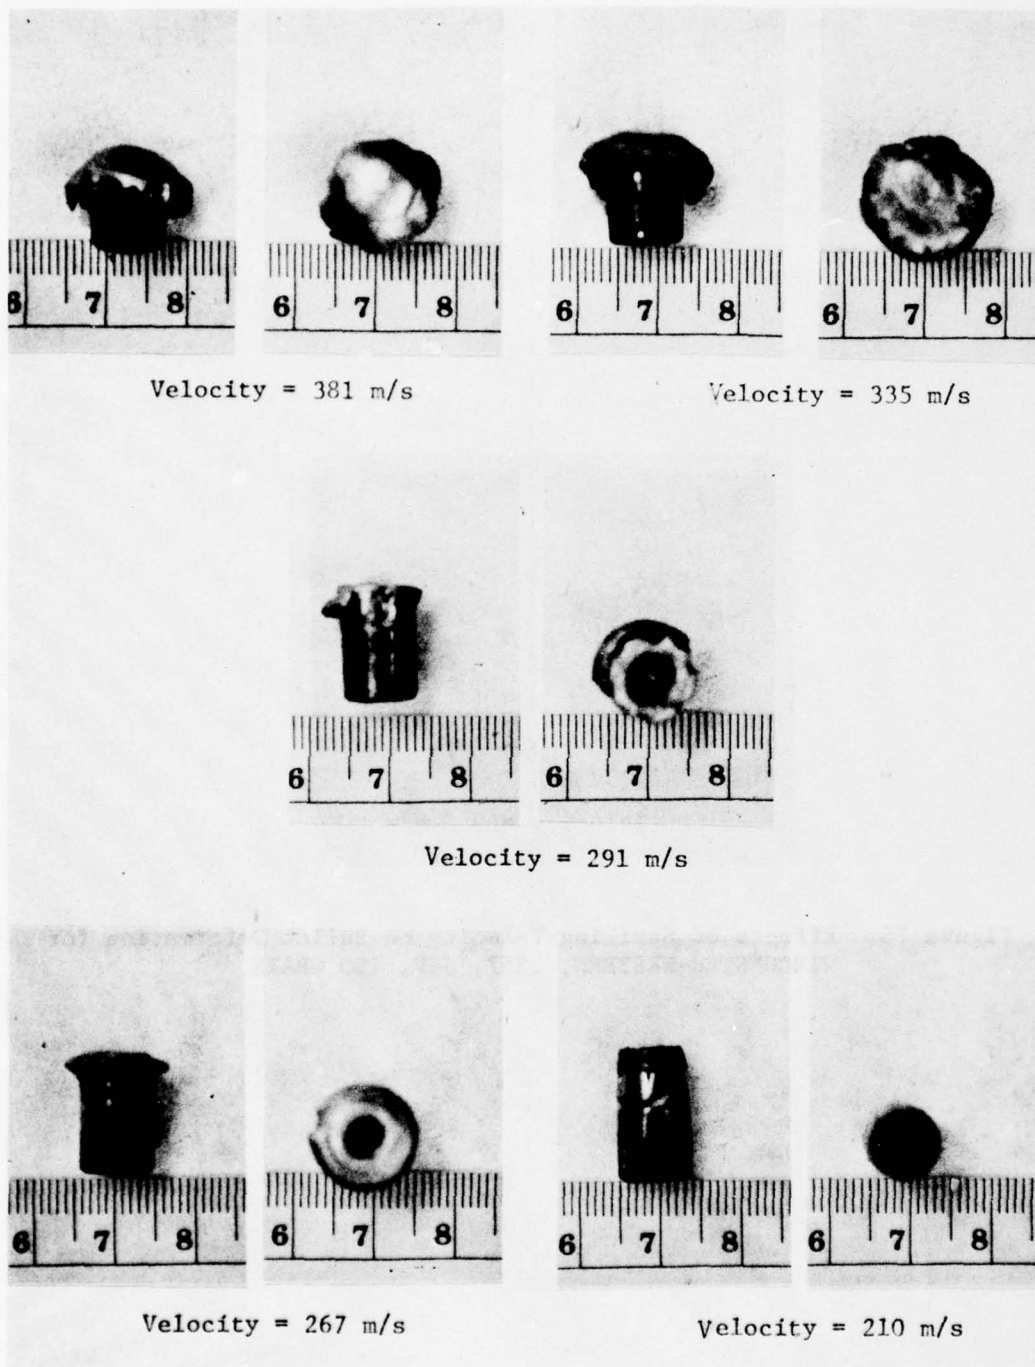 6 7 8 6 7 8 6 7 8 6 7 8
Velocity = 381 m/s Velocity = 335 m/s
6 7 8 6 7 8
Velocity = 291 m/s
6 7 8 6 7 8 6 7 8 6 7 8
Velocity = 267 m/s Velocity = 210 m/s